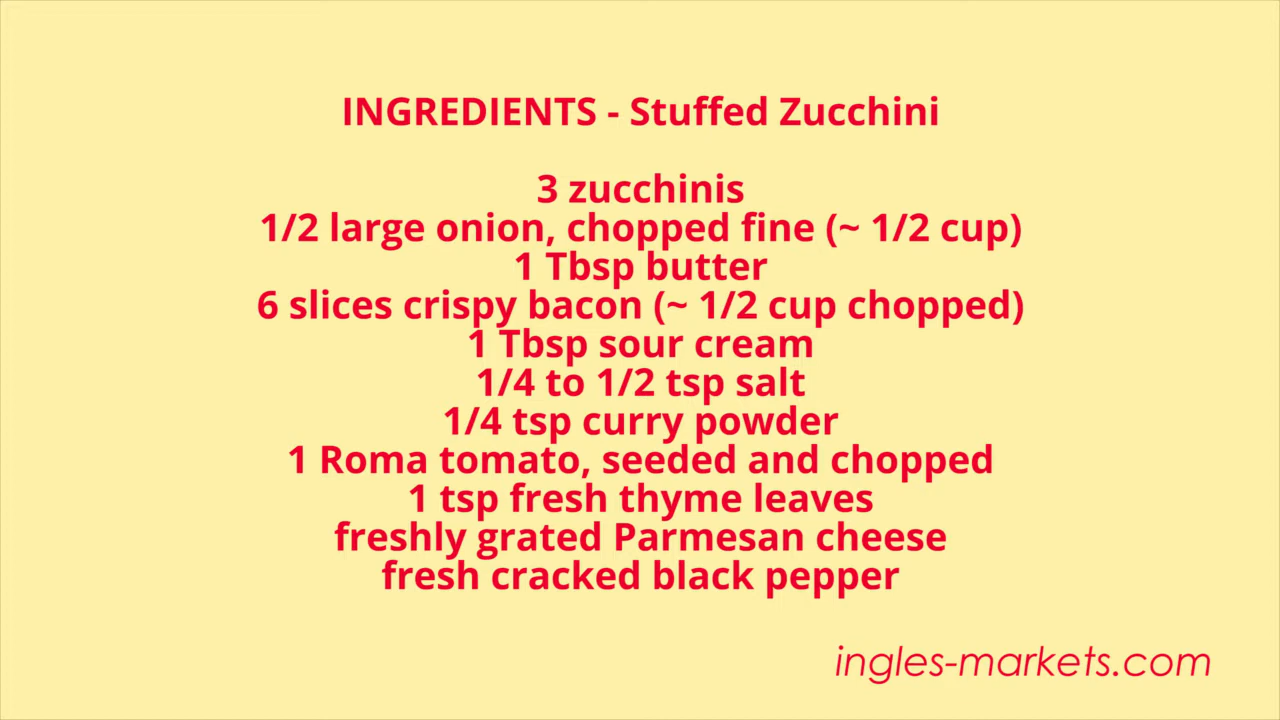 INGREDIENTS - Stuffed Zucchini
3 zucchinis
1/2 large onion, chopped fine (~ 1/2 cup)
1 Tbsp butter
6 slices crispy bacon (~ 1/2 cup chopped)
1 Tbsp sour cream
1/4 to 1/2 tsp salt
1/4 tsp curry powder
1 Roma tomato, seeded and chopped
1 tsp fresh thyme leaves
freshly grated Parmesan cheese
fresh cracked black pepper
ingles-markets.com